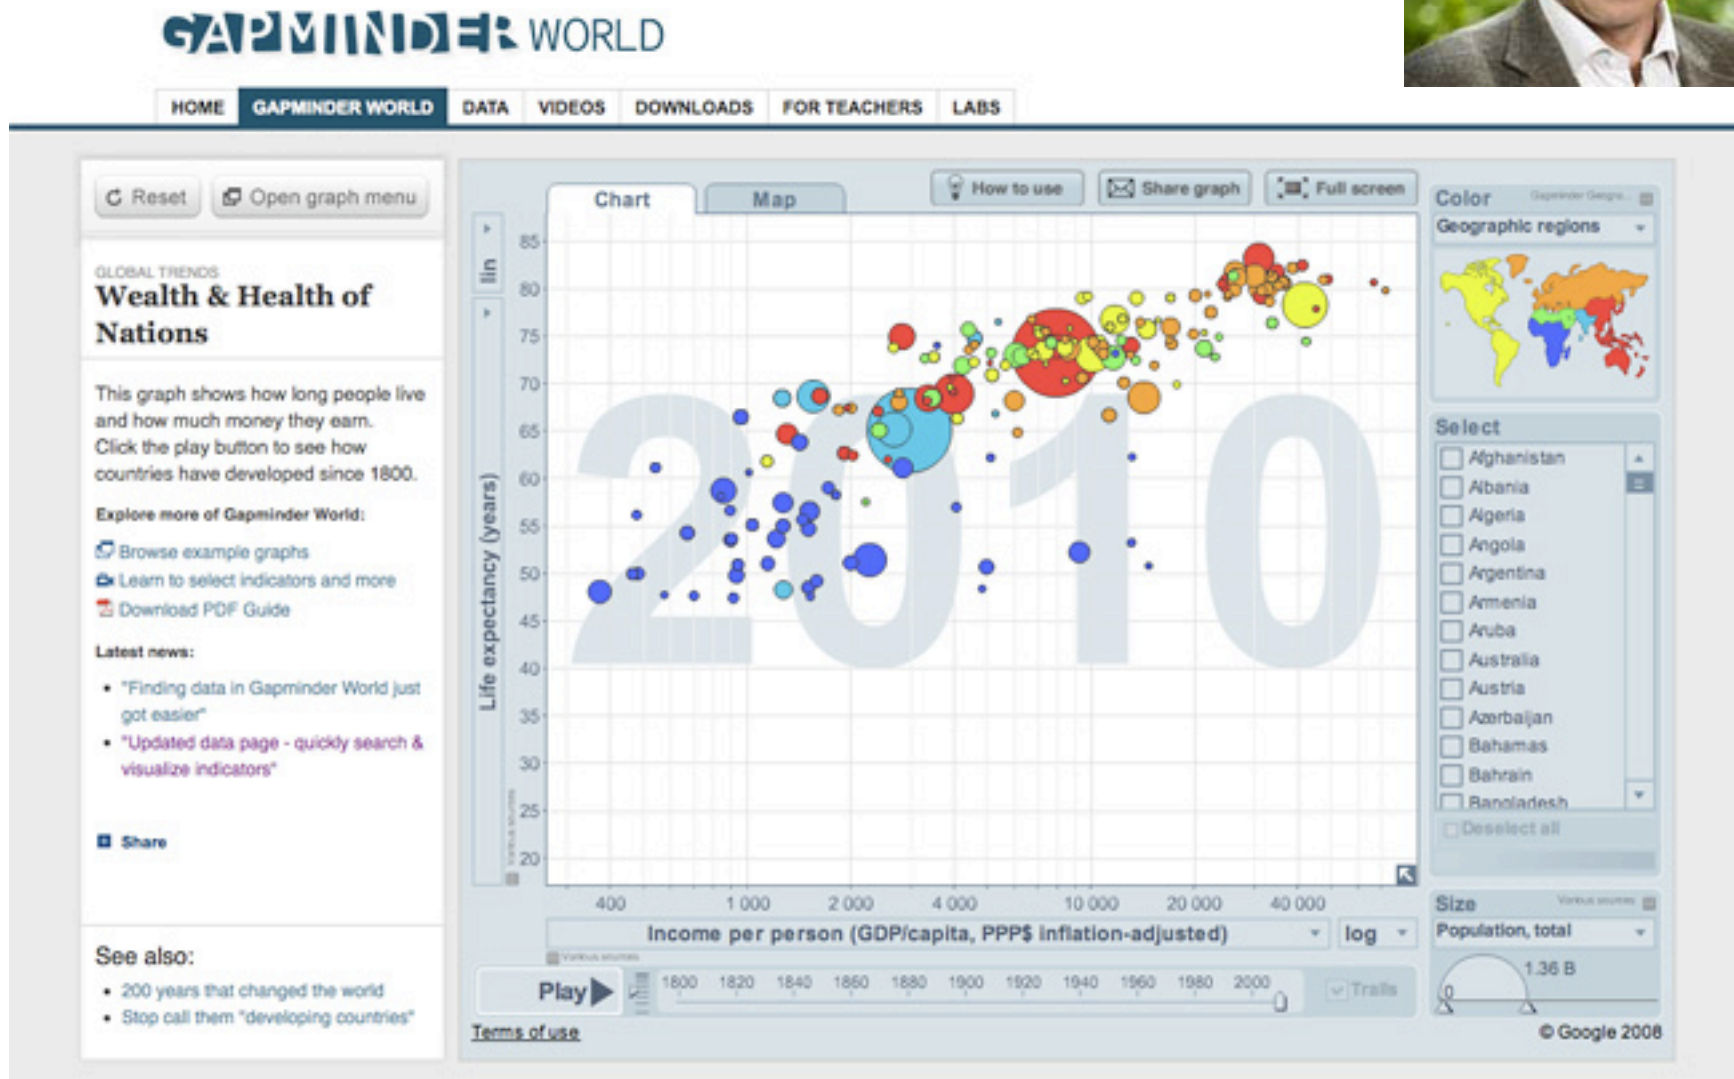 GAPMINDER WORLD
HOME GAPMINDER WORLD DATA VIDEOS DOWNLOADS FOR TEACHERS LABS
Reset Open graph menu
GLOBAL TRENDS
Wealth & Health of
Nations
This graph shows how long people live
and how much money they earn.
Click the play button to see how
countries have developed since 1800.
Explore more of Gapminder World:
Browse example graphs
Learn to select indicators and more
Download PDF Guide
Latest news:
"Finding data in Gapminder World just
got easier"
"Updated data page - quickly search &
visualize indicators"
Share
See also:
200 years that changed the world
Stop call them "developing countries"
Chart Map
How to use Share graph Full screen
lin
Life expectancy (years)
Various sources
85
80
75
70
65
60
55
50
45
40
35
30
25
20
2010
400 1 000 2 000 4 000 10 000 20 000 40 000
Income per person (GDP/capita, PPP$ inflation-adjusted) log
Various sources
Play 1800 1820 1840 1860 1880 1900 1920 1940 1960 1980 2000 Trails
Terms of use
Color
Geographic regions
Select
Afghanistan
Albania
Algeria
Angola
Argentina
Armenia
Aruba
Australia
Austria
Azerbaijan
Bahamas
Bahrain
Bangladesh
Deselect all
Size Various sources
Population, total
1.36 B
0
© Google 2008